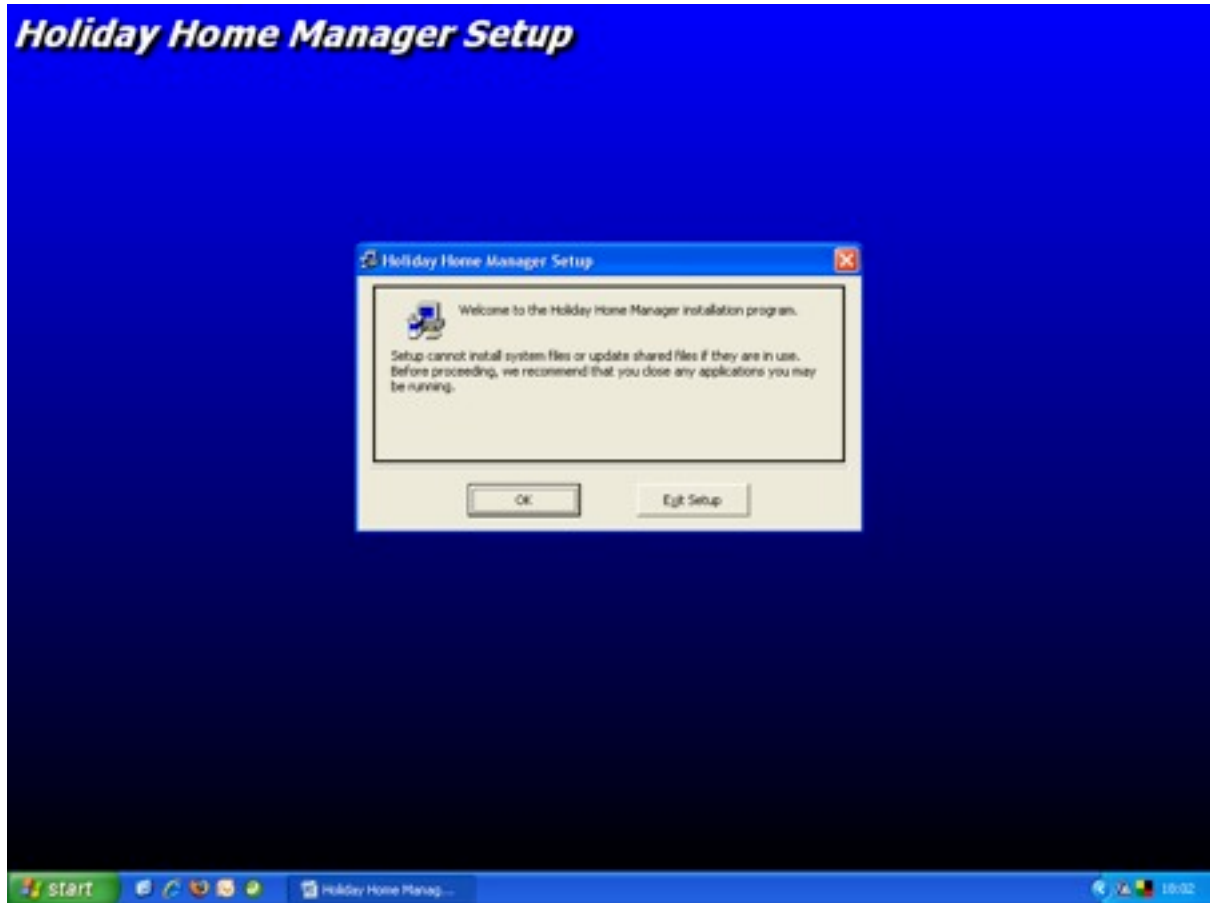 Holiday Home Manager Setup
Holiday Home Manager Setup
Welcome to the Holiday Home Manager installation program.
Setup cannot install system files or update shared files if they are in use.
Before proceeding, we recommend that you close any applications you may
be running.
OK
Exit Setup
start
Holiday Home Manag...
18:02